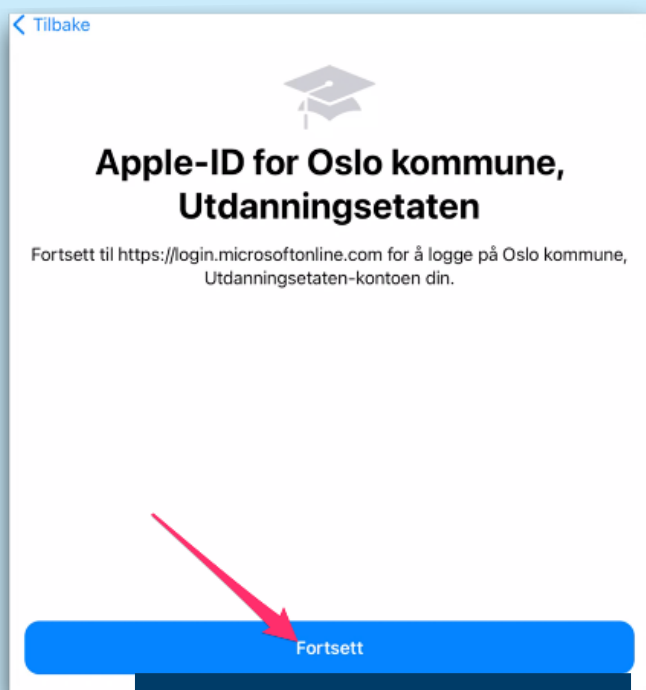 Tilbake
Apple-ID for Oslo kommune,
Utdanningsetaten
Fortsett til https://login.microsoftonline.com for å logge på Oslo kommune,
Utdanningsetaten-kontoen din.
Fortsett